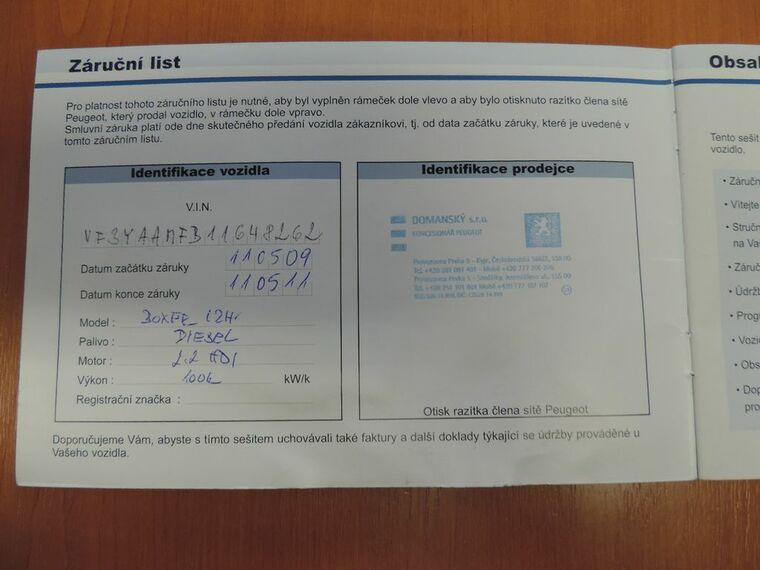 Záruční list
Pro platnost tohoto záručního listu je nutné, aby byl vyplněn rámeček dole vlevo a aby bylo otisknuto razítko člena sítě
Peugeot, který prodal vozidlo, v rámečku dole vpravo.
Smluvní záruka platí ode dne skutečného předání vozidla zákazníkovi, tj. od data začátku záruky, které je uvedené v
tomto záručním listu.
Identifikace vozidla
V.I.N.
VF3YAAMFB11648262
Datum začátku záruky 110509
Datum konce záruky 110511
Model :
Palivo : DIESEL
Motor : 2.2 HDI
Výkon : kW/k
Registrační značka :
Identifikace prodejce
DOMANSKÝ s.r.o.
KONCESIONÁŘ PEUGEOT
Otisk razítka člena sítě Peugeot
Doporučujeme Vám, abyste s tímto sešitem uchovávali také faktury a další doklady týkající se údržby prováděné u
Vašeho vozidla.
Obsa
Tento sešit
vozidlo.
• Záruční
• Vítejte
• Stručn
na Vaš
• Záruč
• Údržb
• Prog
• Vozi
• Obs
• Dop
pro